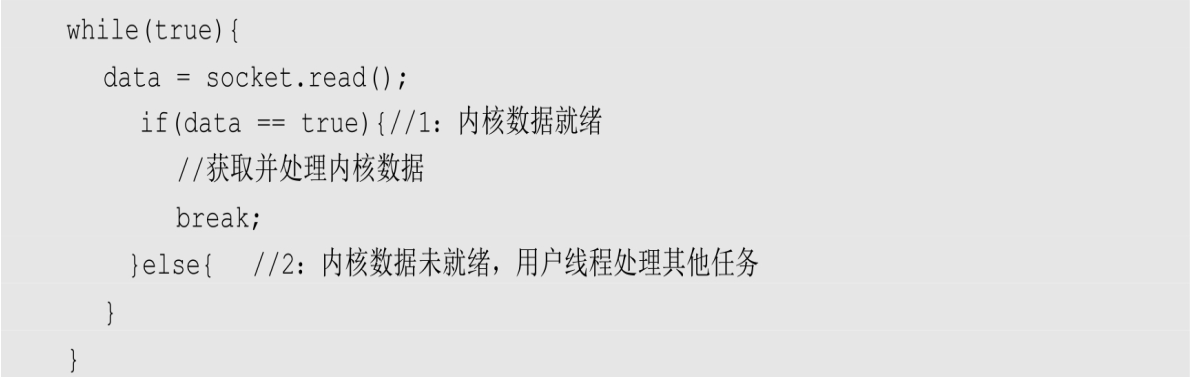 while(true){
data = socket.read();
if(data == true){//1：内核数据就绪
//获取并处理内核数据
break;
}else{ //2：内核数据未就绪，用户线程处理其他任务
}
}